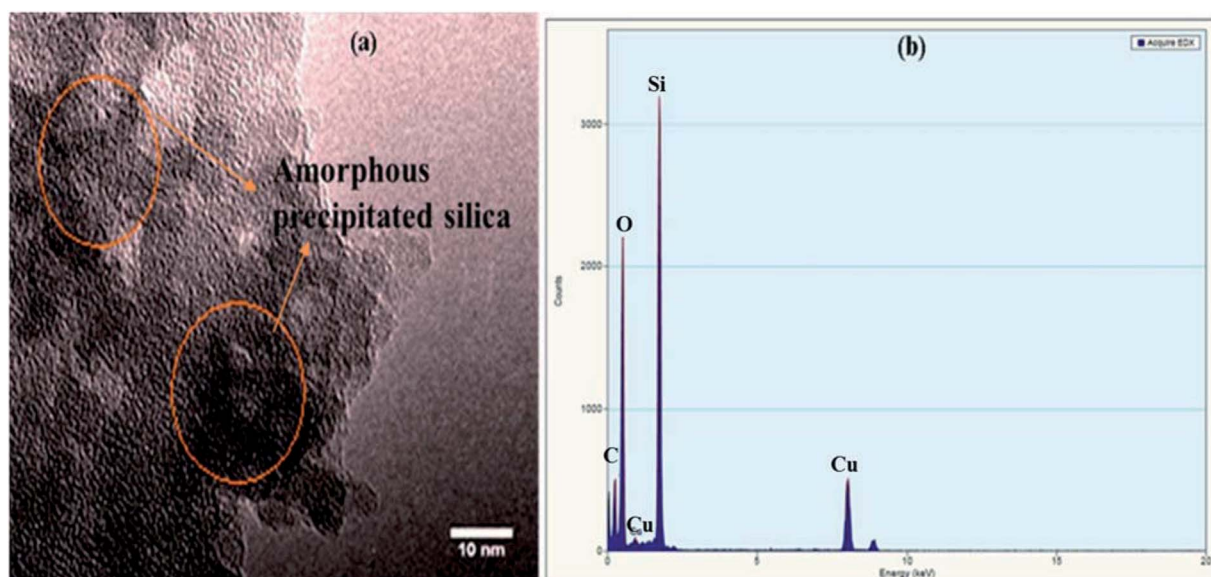 (a)
Amorphous
precipitated silica
10 nm
(b)
Acquire EDX
Si
O
C
Cu
Cu
Counts
3000
2000
1000
0
0
5
10
15
20
Energy (keV)